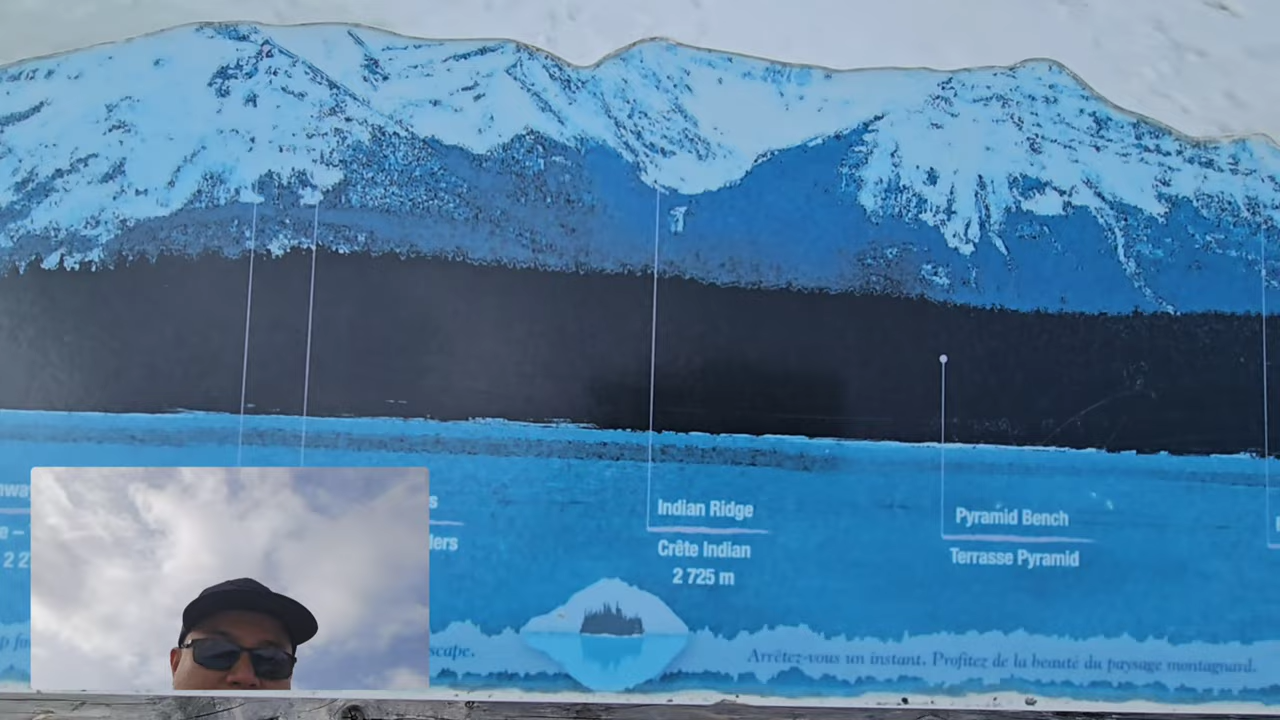 Indian Ridge
Crête Indian
2 725 m
Pyramid Bench
Terrasse Pyramid
Arrêtez-vous un instant. Profitez de la beauté du paysage montagnard.